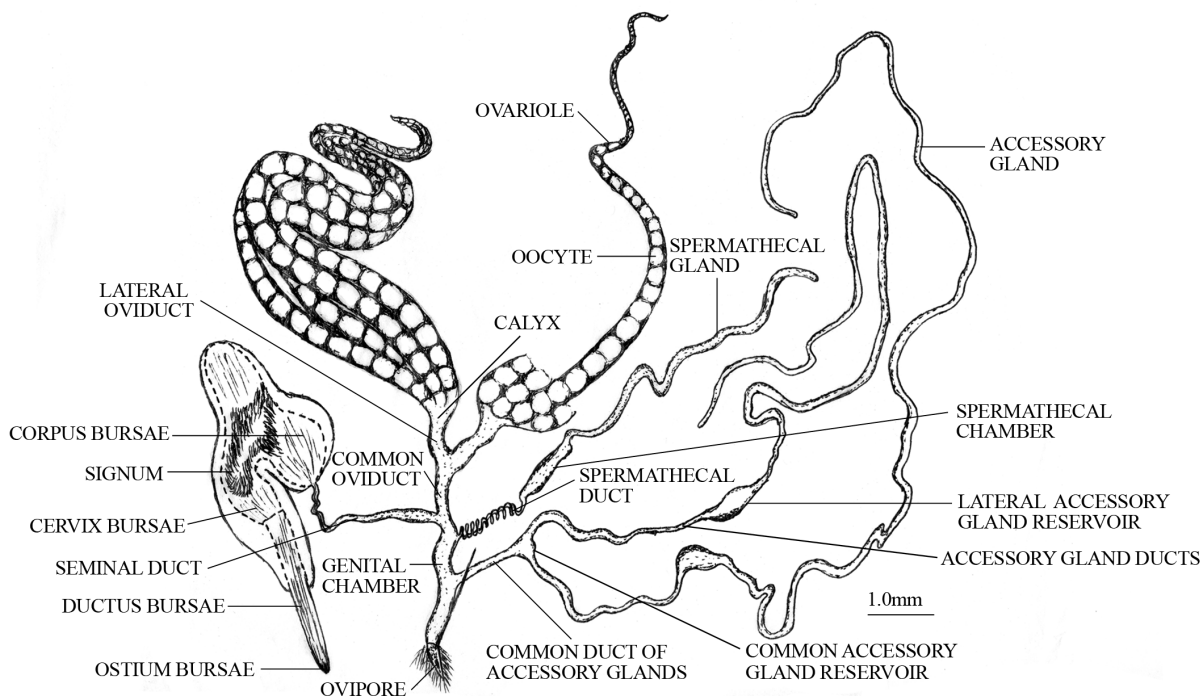 OVARIOLE
ACCESSORY
GLAND
SPERMATHECAL
GLAND
OOCYTE
LATERAL
OVIDUCT
CALYX
SPERMATHECAL
CHAMBER
CORPUS BURSAE
COMMON
OVIDUCT
SIGNUM
SPERMATHECAL
DUCT
LATERAL ACCESSORY
GLAND RESERVOIR
CERVIX BURSAE
ACCESSORY GLAND DUCTS
SEMINAL DUCT
GENITAL
CHAMBER
DUCTUS BURSAE
1.0mm
COMMON DUCT OF
ACCESSORY GLANDS
COMMON ACCESSORY
GLAND RESERVOIR
OSTIUM BURSAE
OVIPORE